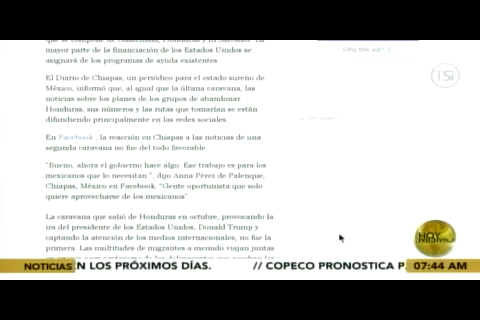 que se compone de Guatemala, Honduras y El Salvador. La
mayor parte de la financiación de los Estados Unidos se
asignará de los programas de ayuda existentes.
El Diario de Chiapas, un periódico para el estado sureño de
México, informó que, al igual que la última caravana, las
noticias sobre los planes de los grupos de abandonar
Honduras, sus números y las rutas que tomarían se están
difundiendo principalmente en las redes sociales.
En Facebook , la reacción en Chiapas a las noticias de una
segunda caravana no fue del todo favorable
"Bueno, ahora el gobierno hace algo. Ese trabajo es para los
mexicanos que lo necesitan ", dijo Anna Pérez de Palenque,
Chiapas, México en Facebook. "Gente oportunista que solo
quiere aprovecharse de los mexicanos"
La caravana que salió de Honduras en octubre, provocando la
ira del presidente de los Estados Unidos, Donald Trump y
captando la atención de los medios internacionales, no fue la
primera. Las multitudes de migrantes a menudo viajan juntas
Why this ad?
TSi
HOY
MISMO
NOTICIAS EN LOS PRÓXIMOS DÍAS. // COPECO PRONOSTICA P 07:44 AM